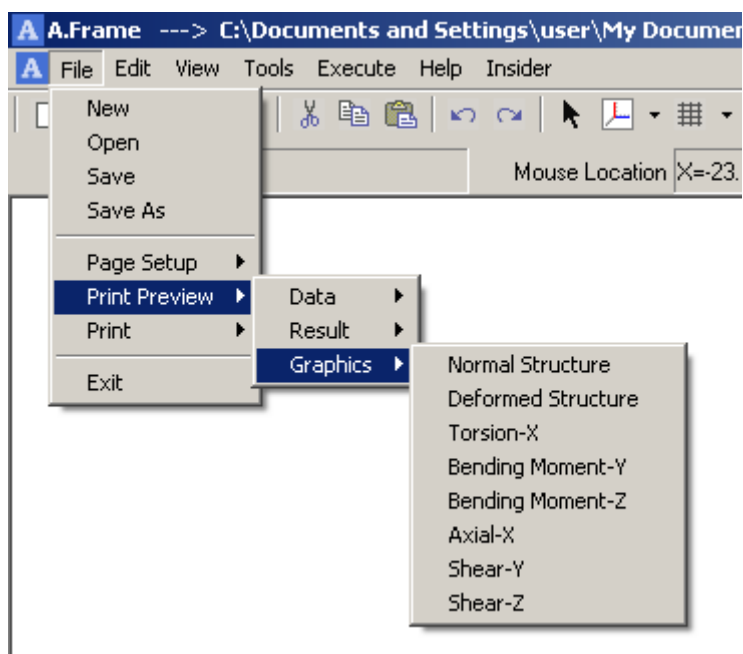 A A.Frame ---> C:\Documents and Settings\user\My Documen
A File Edit View Tools Execute Help Insider
Mouse Location X=-23.
New
Open
Save
Save As
Page Setup
Print Preview
Print
Exit
Data
Result
Graphics
Normal Structure
Deformed Structure
Torsion-X
Bending Moment-Y
Bending Moment-Z
Axial-X
Shear-Y
Shear-Z